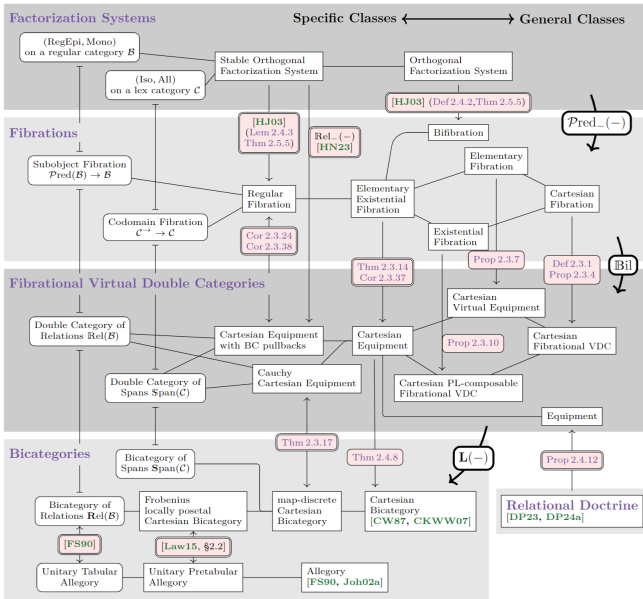 Factorization Systems
Specific Classes
General Classes
(RegEpi, Mono)
on a regular category B
(Iso, All)
on a lex category C
Stable Orthogonal
Factorization System
Orthogonal
Factorization System
[HJ03]
(Lem 2.4.3
Thm 2.5.5)
ℝel_(−)
[HN23]
[HJ03] (Def 2.4.2,Thm 2.5.5)
Pred_(−)
Fibrations
Bifibration
Elementary
Fibration
Subobject Fibration
Pred(B) → B
Regular
Fibration
Elementary
Existential
Fibration
Cartesian
Fibration
Codomain Fibration
C→ → C
Existential
Fibration
Cor 2.3.24
Cor 2.3.38
Thm 2.3.14
Cor 2.3.37
Prop 2.3.7
Def 2.3.1
Prop 2.3.4
𝔹il
Fibrational Virtual Double Categories
Cartesian
Virtual Equipment
Double Category of
Relations ℝel(B)
Cartesian Equipment
with BC pullbacks
Cartesian
Equipment
Prop 2.3.10
Cartesian
Fibrational VDC
Double Category of
Spans 𝕊pan(C)
Cauchy
Cartesian Equipment
Cartesian PL-composable
Fibrational VDC
Equipment
Bicategories
Thm 2.3.17
Thm 2.4.8
L(−)
Prop 2.4.12
Bicategory of
Spans Span(C)
Bicategory of
Relations Rel(B)
Frobenius
locally posetal
Cartesian Bicategory
map-discrete
Cartesian
Bicategory
Cartesian
Bicategory
[CW87, CKWW07]
Relational Doctrine
[DP23, DP24a]
[FS90]
[Law15, §2.2]
Unitary Tabular
Allegory
Unitary Pretabular
Allegory
Allegory
[FS90, Joh02a]